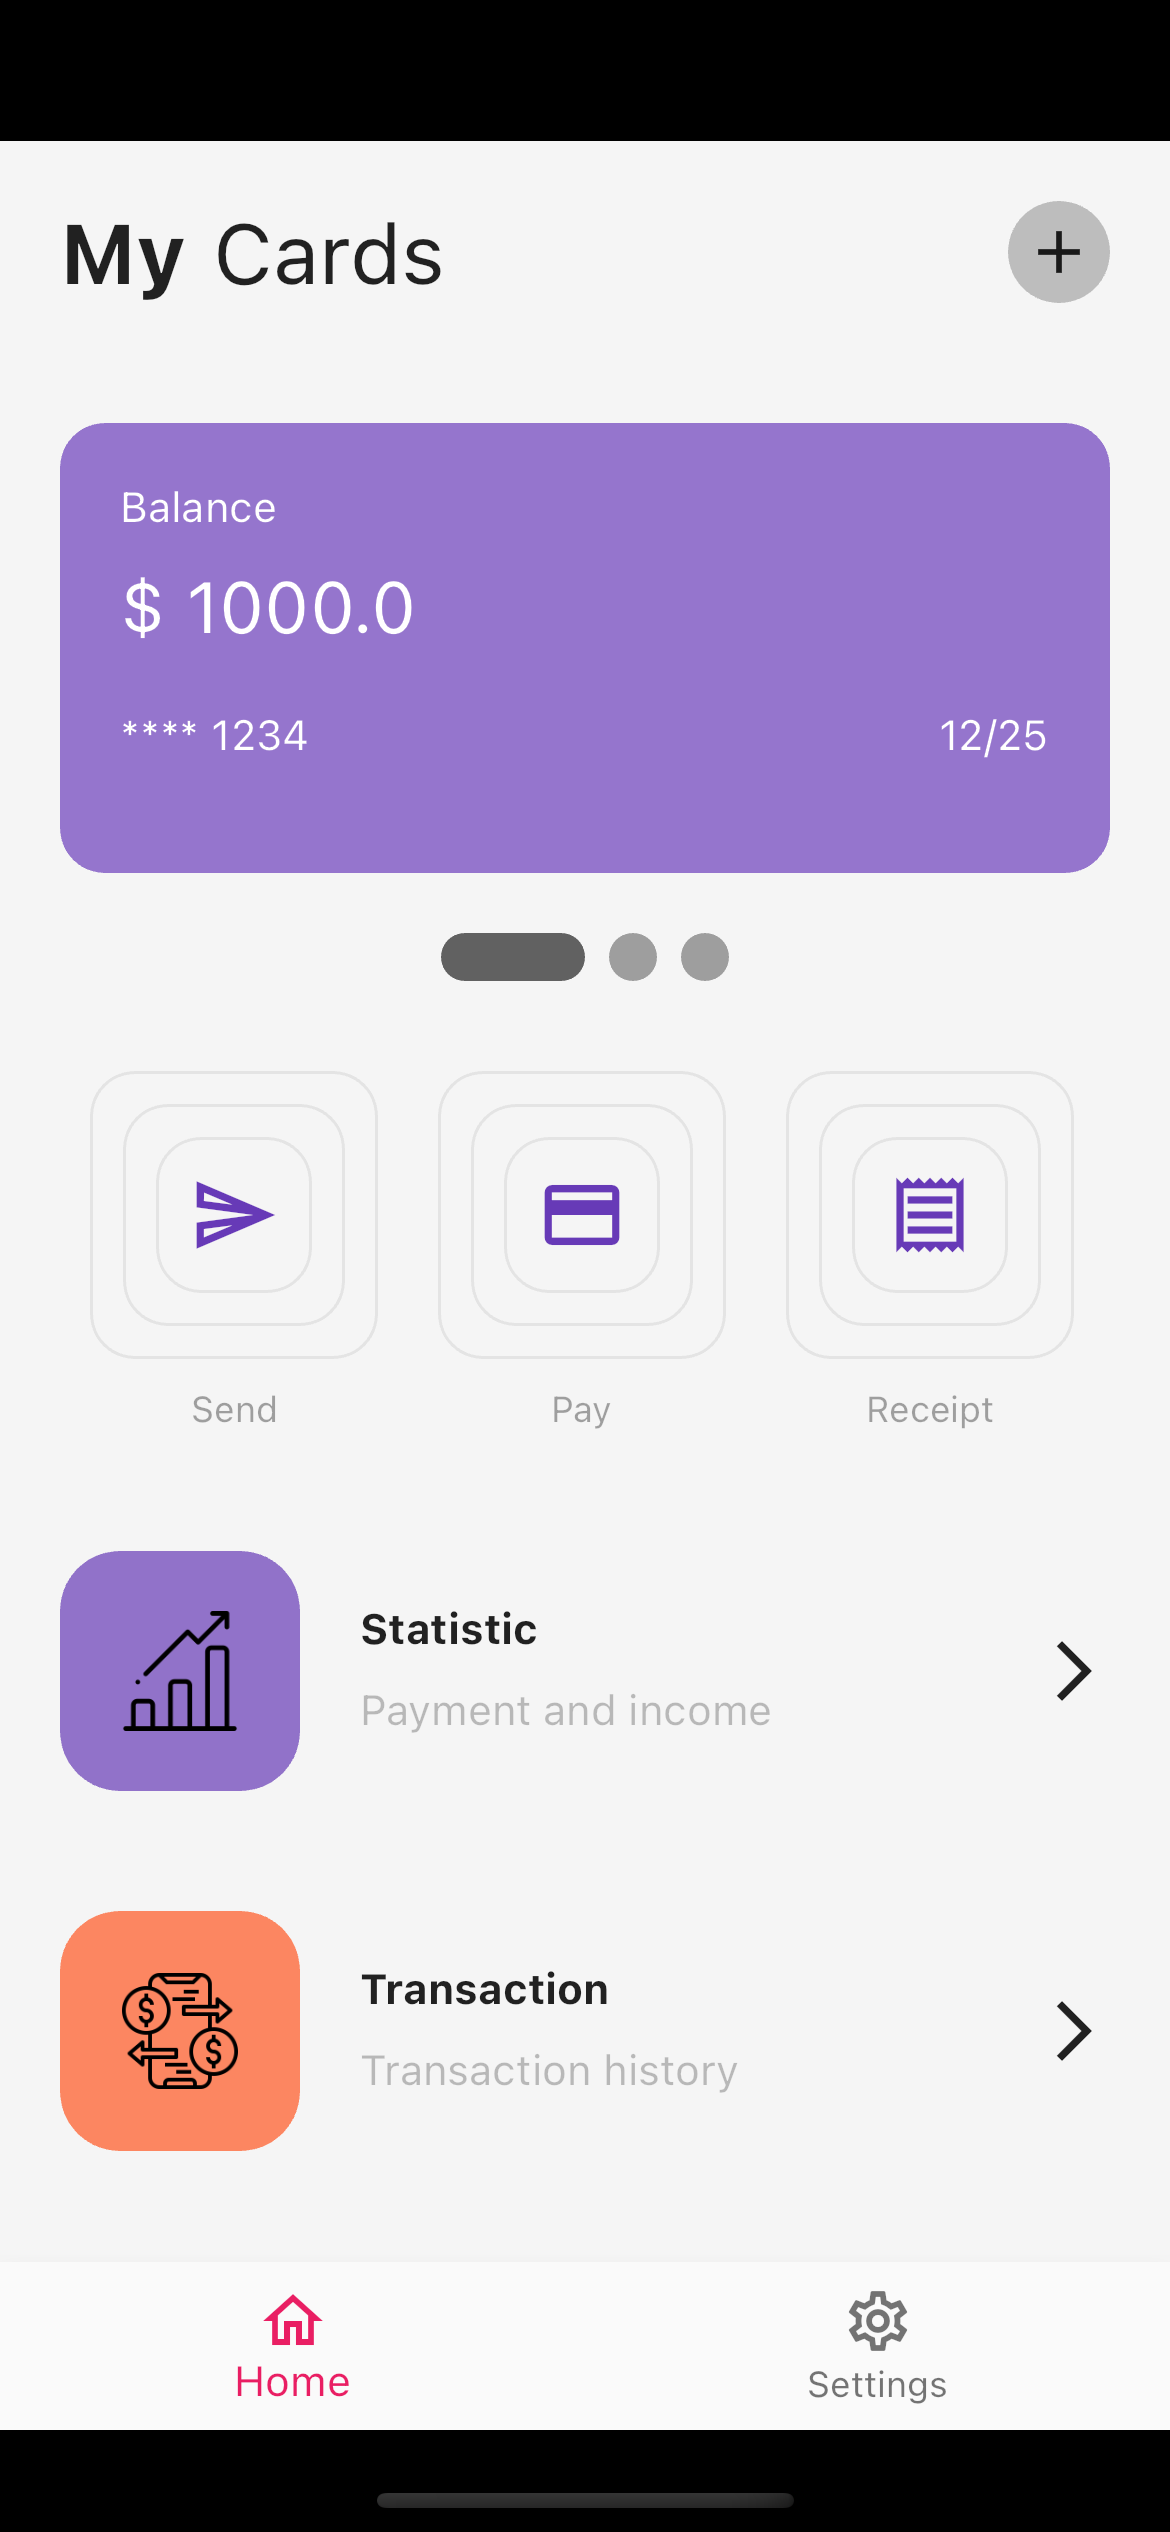 My Cards
Balance
$ 1000.0
**** 1234 12/25
Send Pay Receipt
Statistic
Payment and income
Transaction
Transaction history
Home Settings